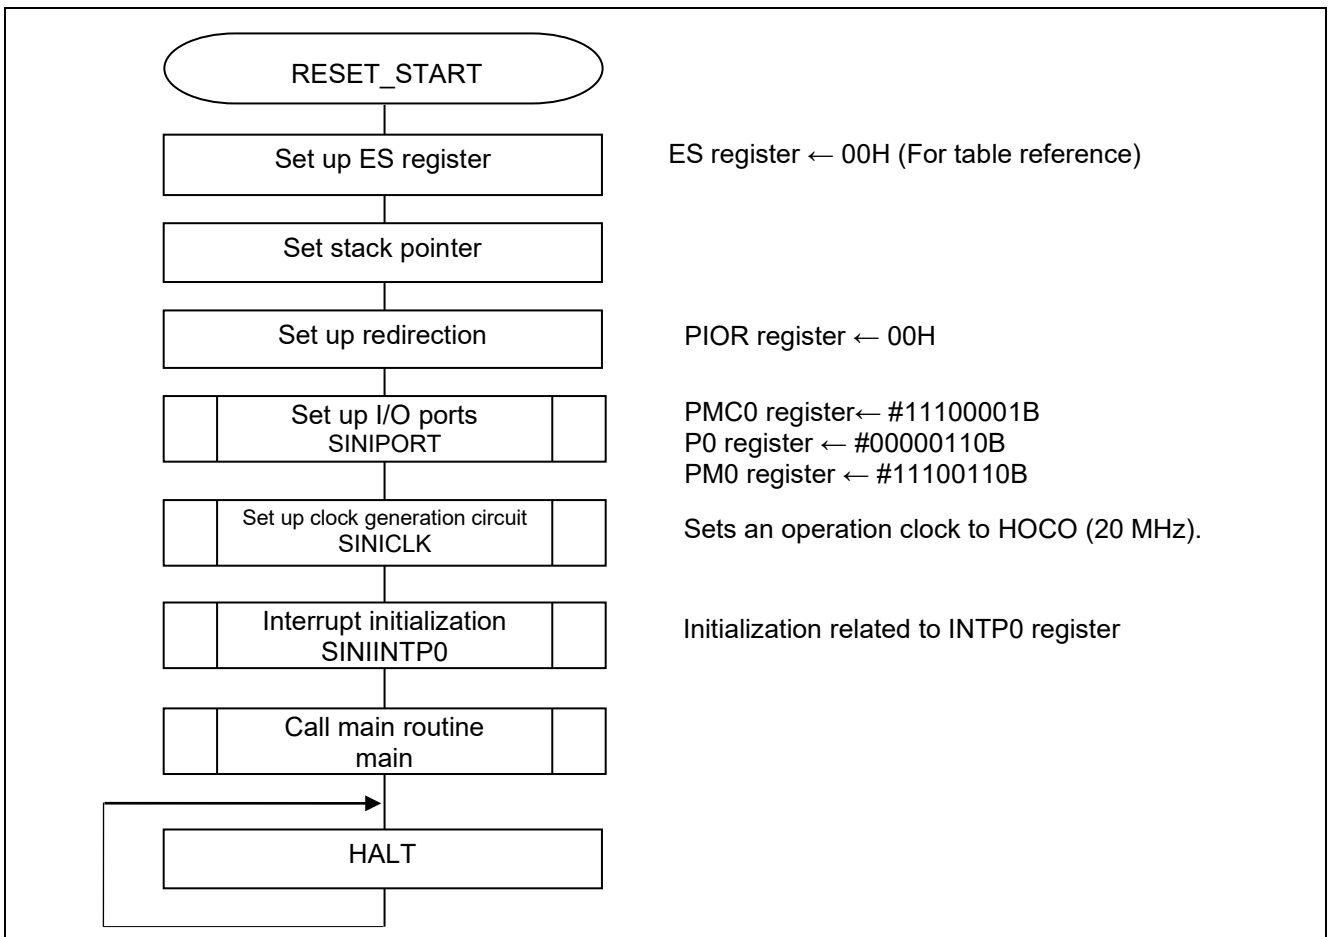 RESET_START
Set up ES register
ES register ← 00H (For table reference)
Set stack pointer
Set up redirection
PIOR register ← 00H
Set up I/O ports
SINIPORT
PMC0 register← #11100001B
P0 register ← #00000110B
PM0 register ← #11100110B
Set up clock generation circuit
SINICLK
Sets an operation clock to HOCO (20 MHz).
Interrupt initialization
SINIINTP0
Initialization related to INTP0 register
Call main routine
main
HALT